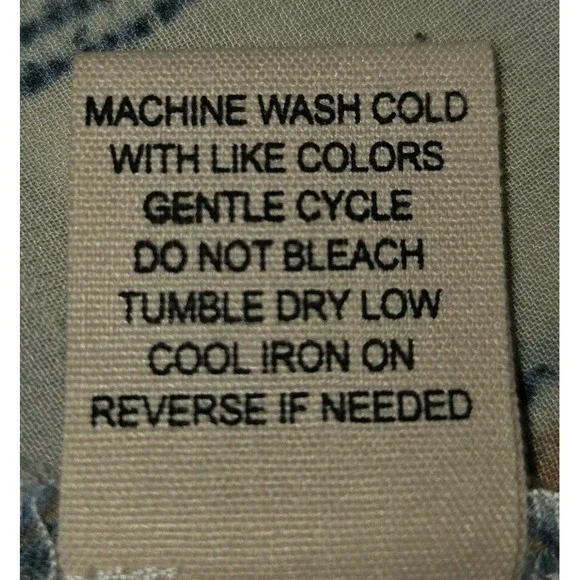 MACHINE WASH COLD
WITH LIKE COLORS
GENTLE CYCLE
DO NOT BLEACH
TUMBLE DRY LOW
COOL IRON ON
REVERSE IF NEEDED